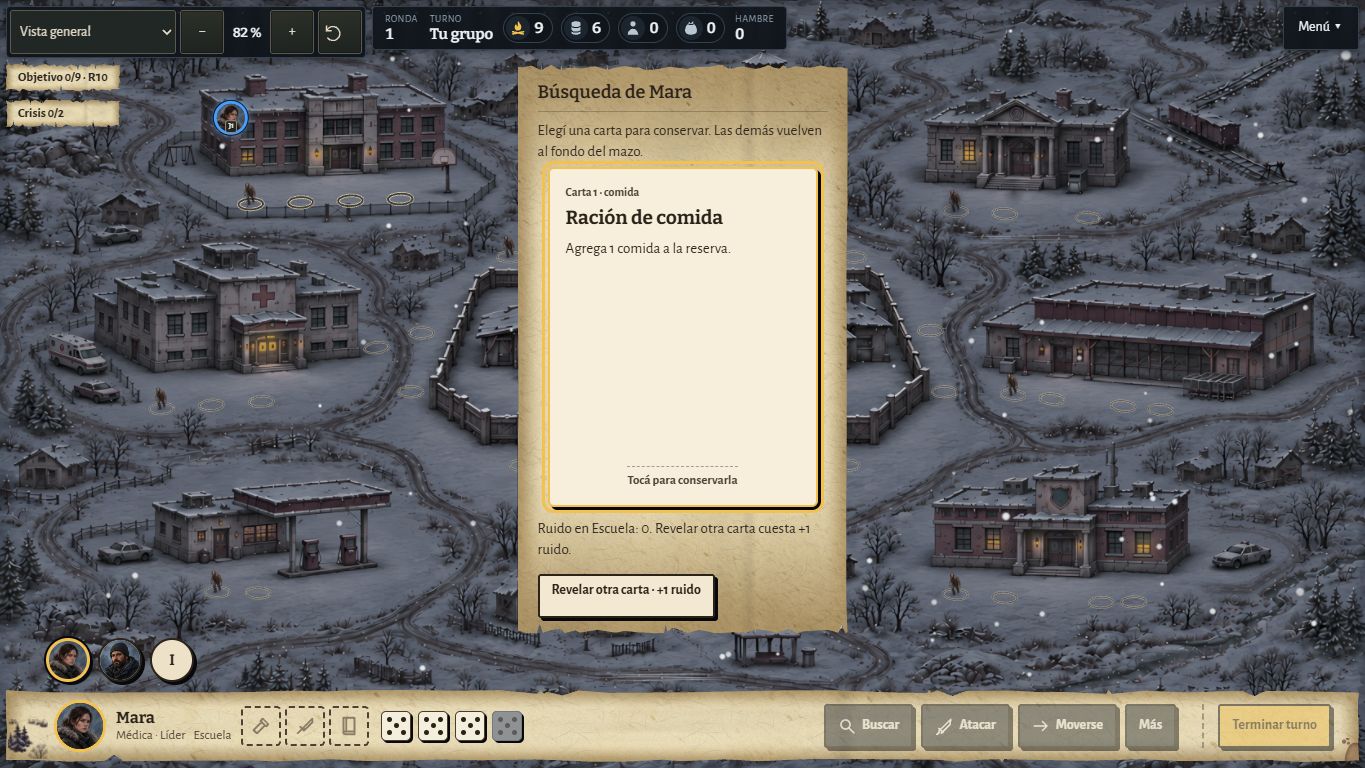 Vista general
−
82 %
+
RONDA
1
TURNO
Tu grupo
9
6
0
0
HAMBRE
0
Menú ▾
Objetivo 0/9 · R10
Crisis 0/2
Búsqueda de Mara
Elegí una carta para conservar. Las demás vuelven
al fondo del mazo.
Carta 1 · comida
Ración de comida
Agrega 1 comida a la reserva.
Tocá para conservarla
Ruido en Escuela: 0. Revelar otra carta cuesta +1
ruido.
Revelar otra carta · +1 ruido
I
Mara
Médica · Líder Escuela
Buscar
Atacar
Moverse
Más
Terminar turno